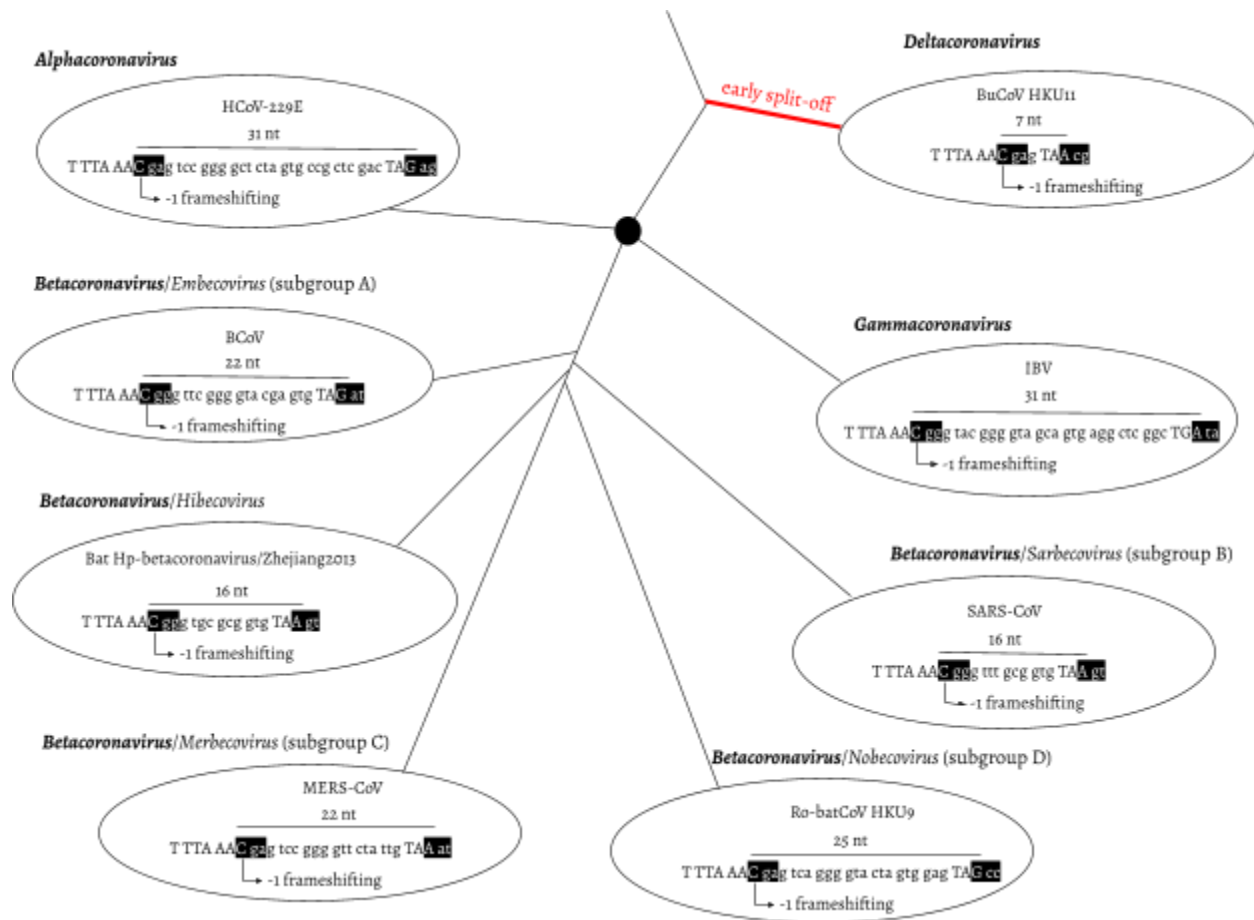 Alphacoronavirus
HCoV-229E
31 nt
T TTA AAC gag tcc ggg gct cta gtg ccg ctc gac TAG ag
-1 frameshifting
early split-off
Deltacoronavirus
BuCoV HKU11
7 nt
T TTA AAC gag TAA cg
-1 frameshifting
Betacoronavirus/Embecovirus (subgroup A)
BCoV
22 nt
T TTA AAC ggg ttc ggg gta cga gtg TAG at
-1 frameshifting
Gammacoronavirus
IBV
31 nt
T TTA AAC ggg tac ggg gta gca gtg agg ctc ggc TGA ta
-1 frameshifting
Betacoronavirus/Hibecovirus
Bat Hp-betacoronavirus/Zhejiang2013
16 nt
T TTA AAC ggg tgc gcg gtg TAA gt
-1 frameshifting
Betacoronavirus/Sarbecovirus (subgroup B)
SARS-CoV
16 nt
T TTA AAC ggg ttt gcg gtg TAA gt
-1 frameshifting
Betacoronavirus/Merbecovirus (subgroup C)
MERS-CoV
22 nt
T TTA AAC gag tcc ggg gtt cta ttg TAA at
-1 frameshifting
Betacoronavirus/Nobecovirus (subgroup D)
Ro-batCoV HKU9
25 nt
T TTA AAC gag tca ggg gta cta gtg gag TAG cc
-1 frameshifting